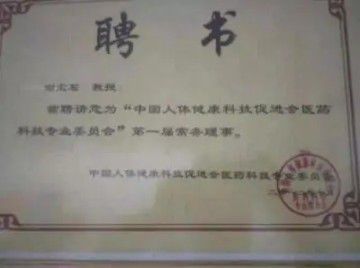 聘书
教授：
兹聘请您为“中国人体健康科技促进会医药
科技专业委员会”第一届常务理事。
中国人体健康科技促进会医药科技专业委员会